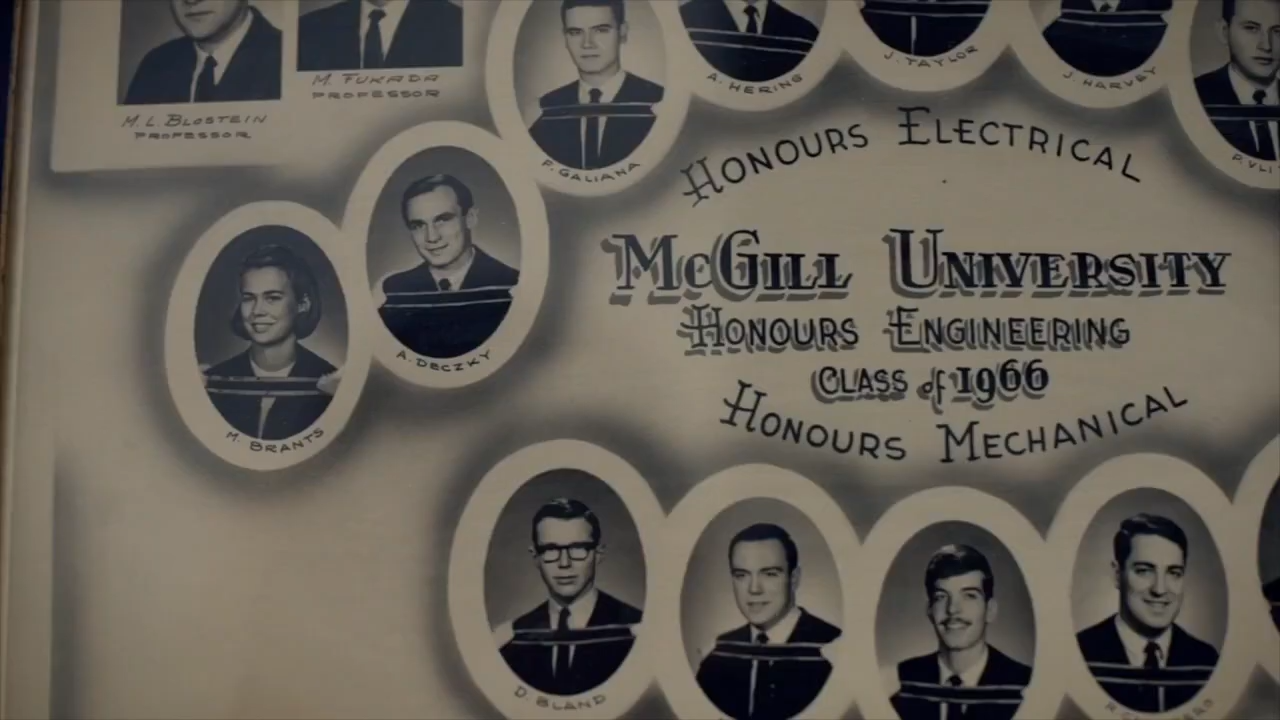 M. L. BLOSTEIN
PROFESSOR
M. FUKADA
PROFESSOR
P. GALIANA
A. HERING
J. TAYLOR
J. HARVEY
HONOURS ELECTRICAL
M. BRANTS
A. DECZKY
McGILL UNIVERSITY
HONOURS ENGINEERING
CLASS of 1966
HONOURS MECHANICAL
D. BLAND